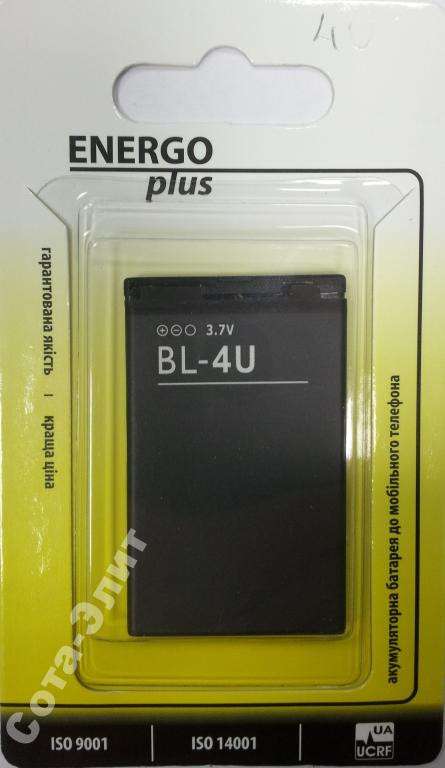 4U
ENERGO
plus
гарантована якість | краща ціна
⊕⊖○ 3.7V
BL-4U
акумуляторна батарея до мобільного телефона
Сота-Элит
ISO 9001
ISO 14001
UA
UCRF